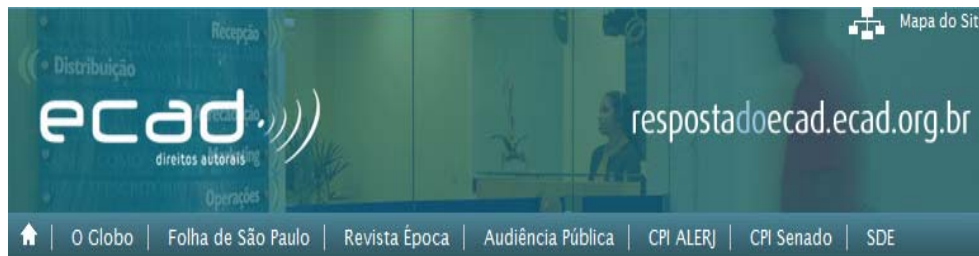 Mapa do Sit
Recepção
• Distribuição
ecad
direitos autorais
Marketing
Operações
respostadoecad.ecad.org.br
O Globo | Folha de São Paulo | Revista Época | Audiência Pública | CPI ALERJ | CPI Senado | SDE